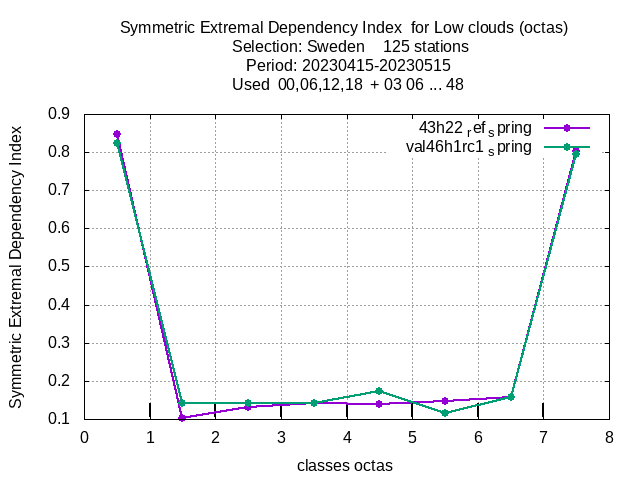 Symmetric Extremal Dependency Index for Low clouds (octas)
Selection: Sweden 125 stations
Period: 20230415-20230515
Used 00,06,12,18 + 03 06 ... 48
43h22 ref spring
val46h1rc1 spring
Symmetric Extremal Dependency Index
0.9
0.8
0.7
0.6
0.5
0.4
0.3
0.2
0.1
0 1 2 3 4 5 6 7 8
classes octas